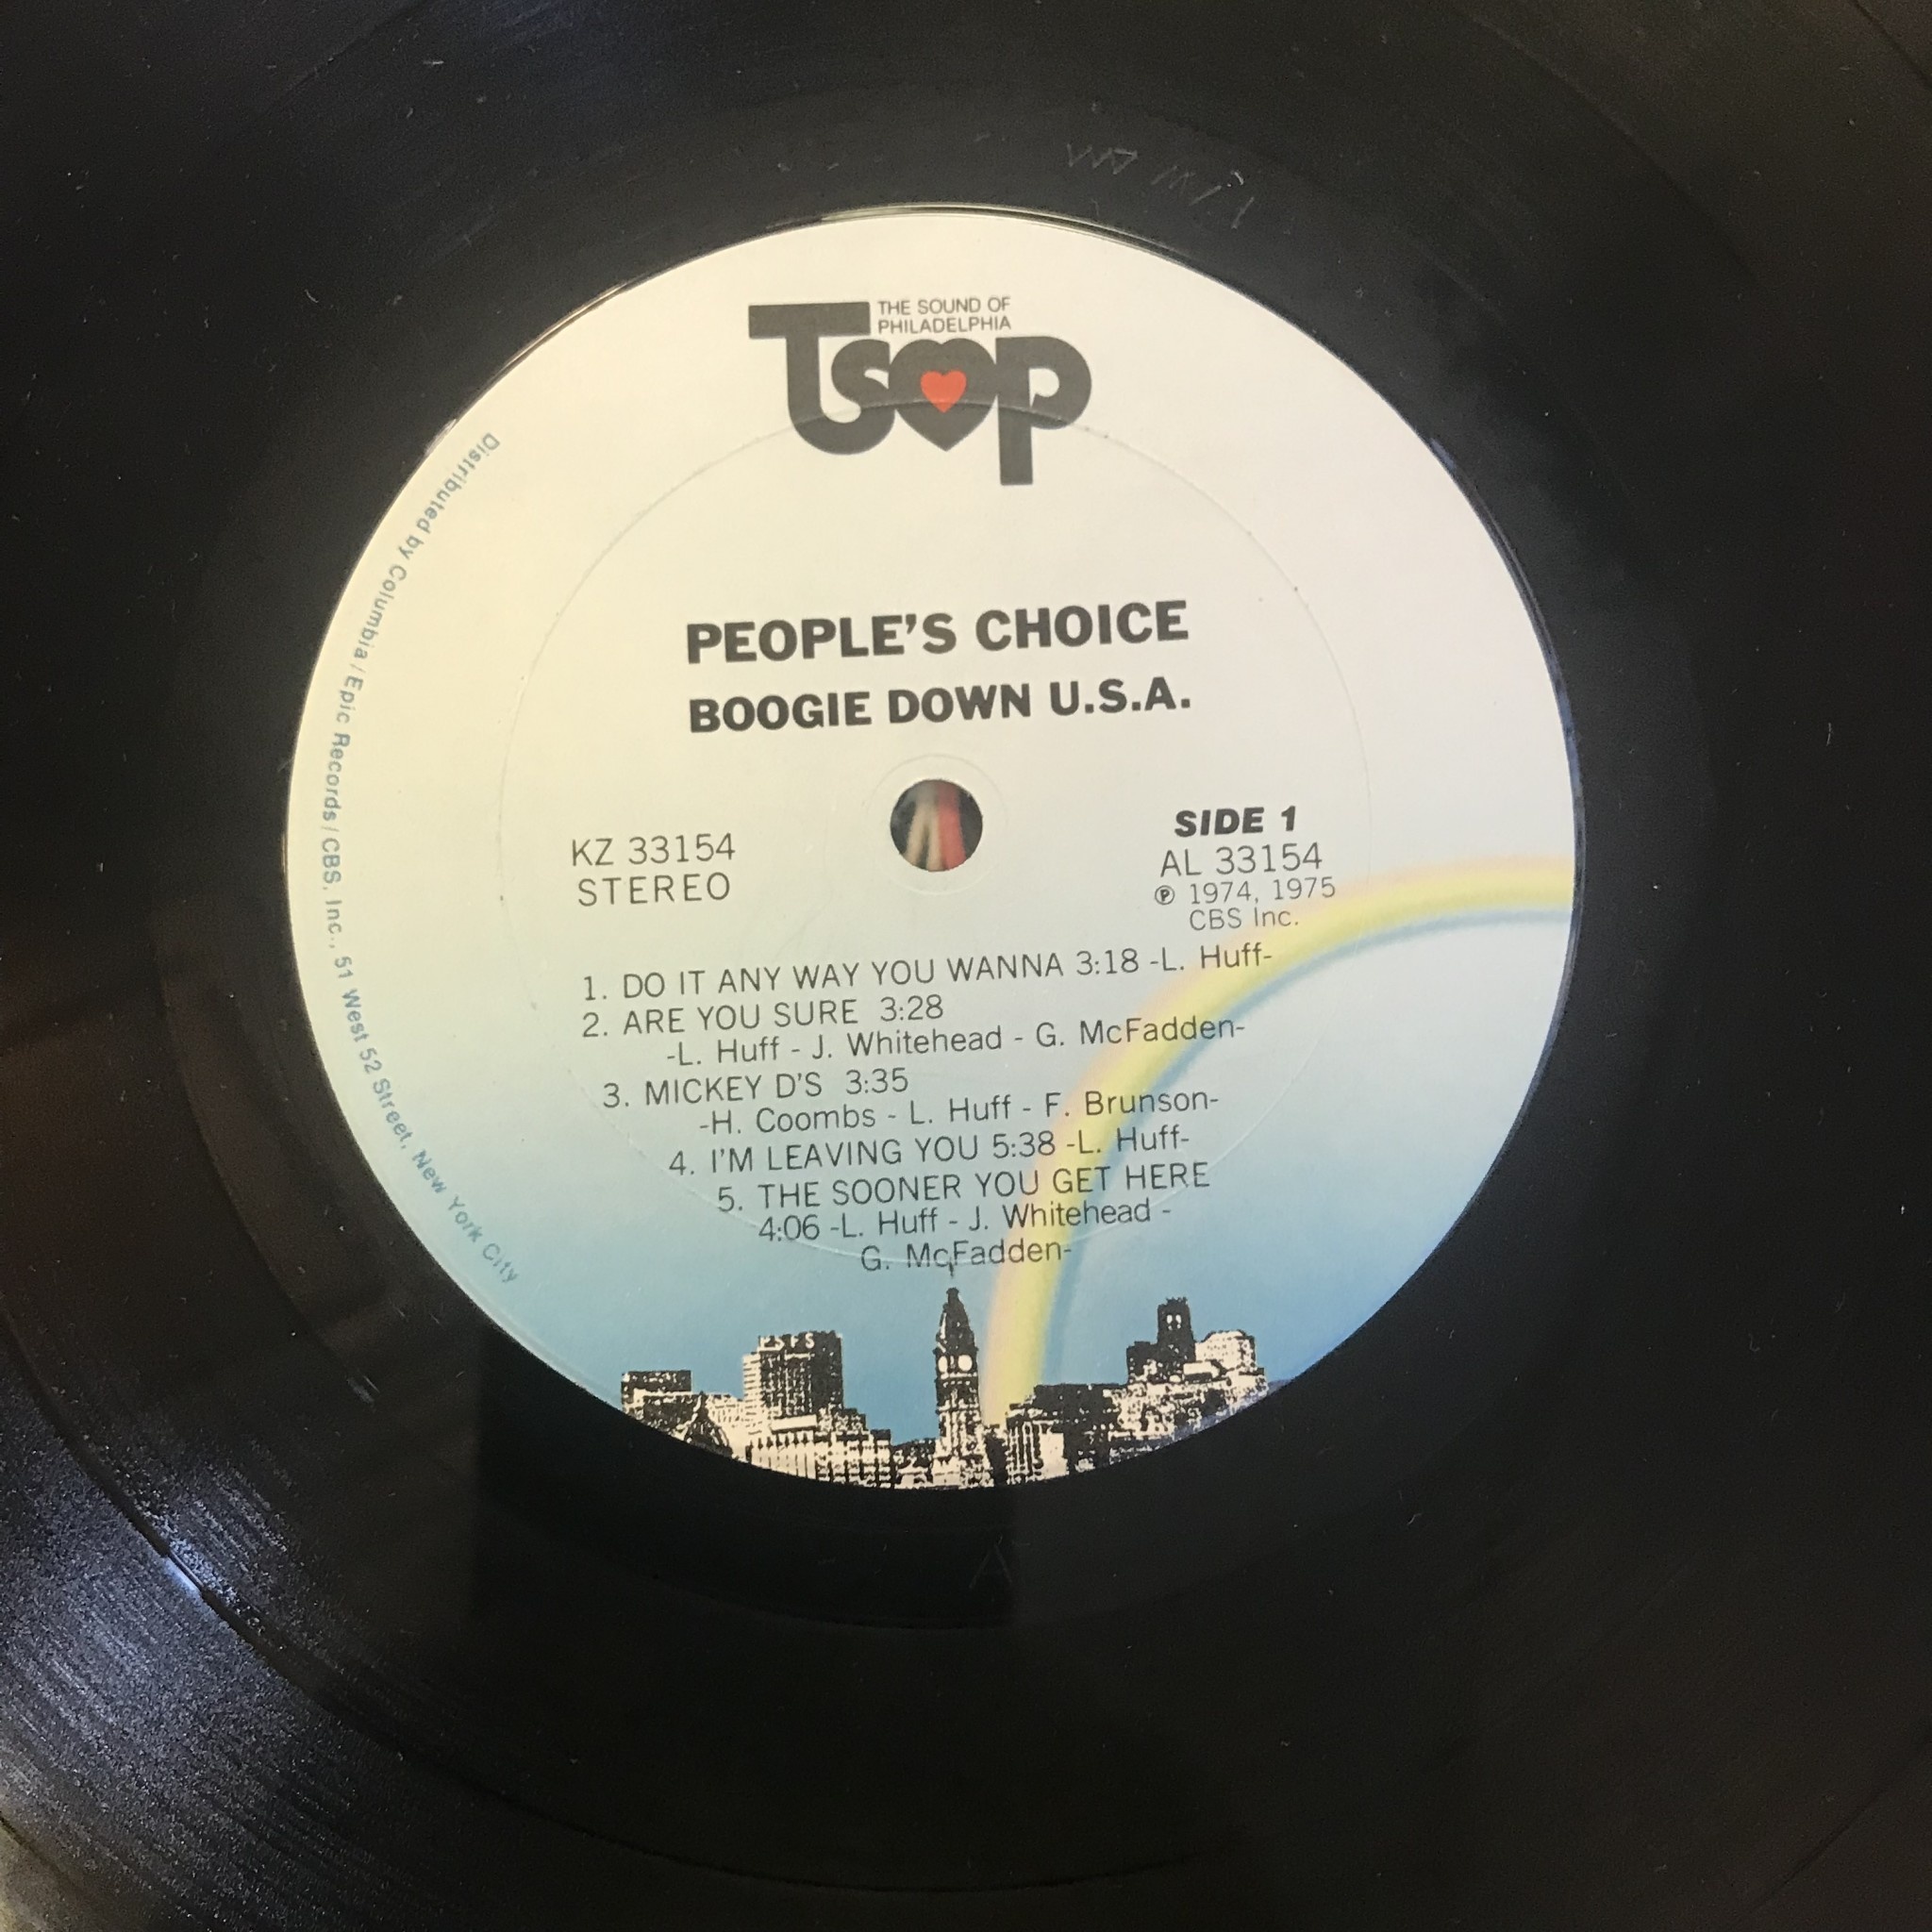 THE SOUND OF
PHILADELPHIA
Tsop
PEOPLE'S CHOICE
BOOGIE DOWN U.S.A.
KZ 33154
STEREO
SIDE 1
AL 33154
℗ 1974, 1975
CBS Inc.
1. DO IT ANY WAY YOU WANNA 3:18 -L. Huff-
2. ARE YOU SURE 3:28
-L. Huff - J. Whitehead - G. McFadden-
3. MICKEY D'S 3:35
-H. Coombs - L. Huff - F. Brunson-
4. I'M LEAVING YOU 5:38 -L. Huff-
5. THE SOONER YOU GET HERE
4:06 -L. Huff - J. Whitehead -
G. McFadden-
Distributed by Columbia/Epic Records/CBS, Inc., 51 West 52 Street, New York City